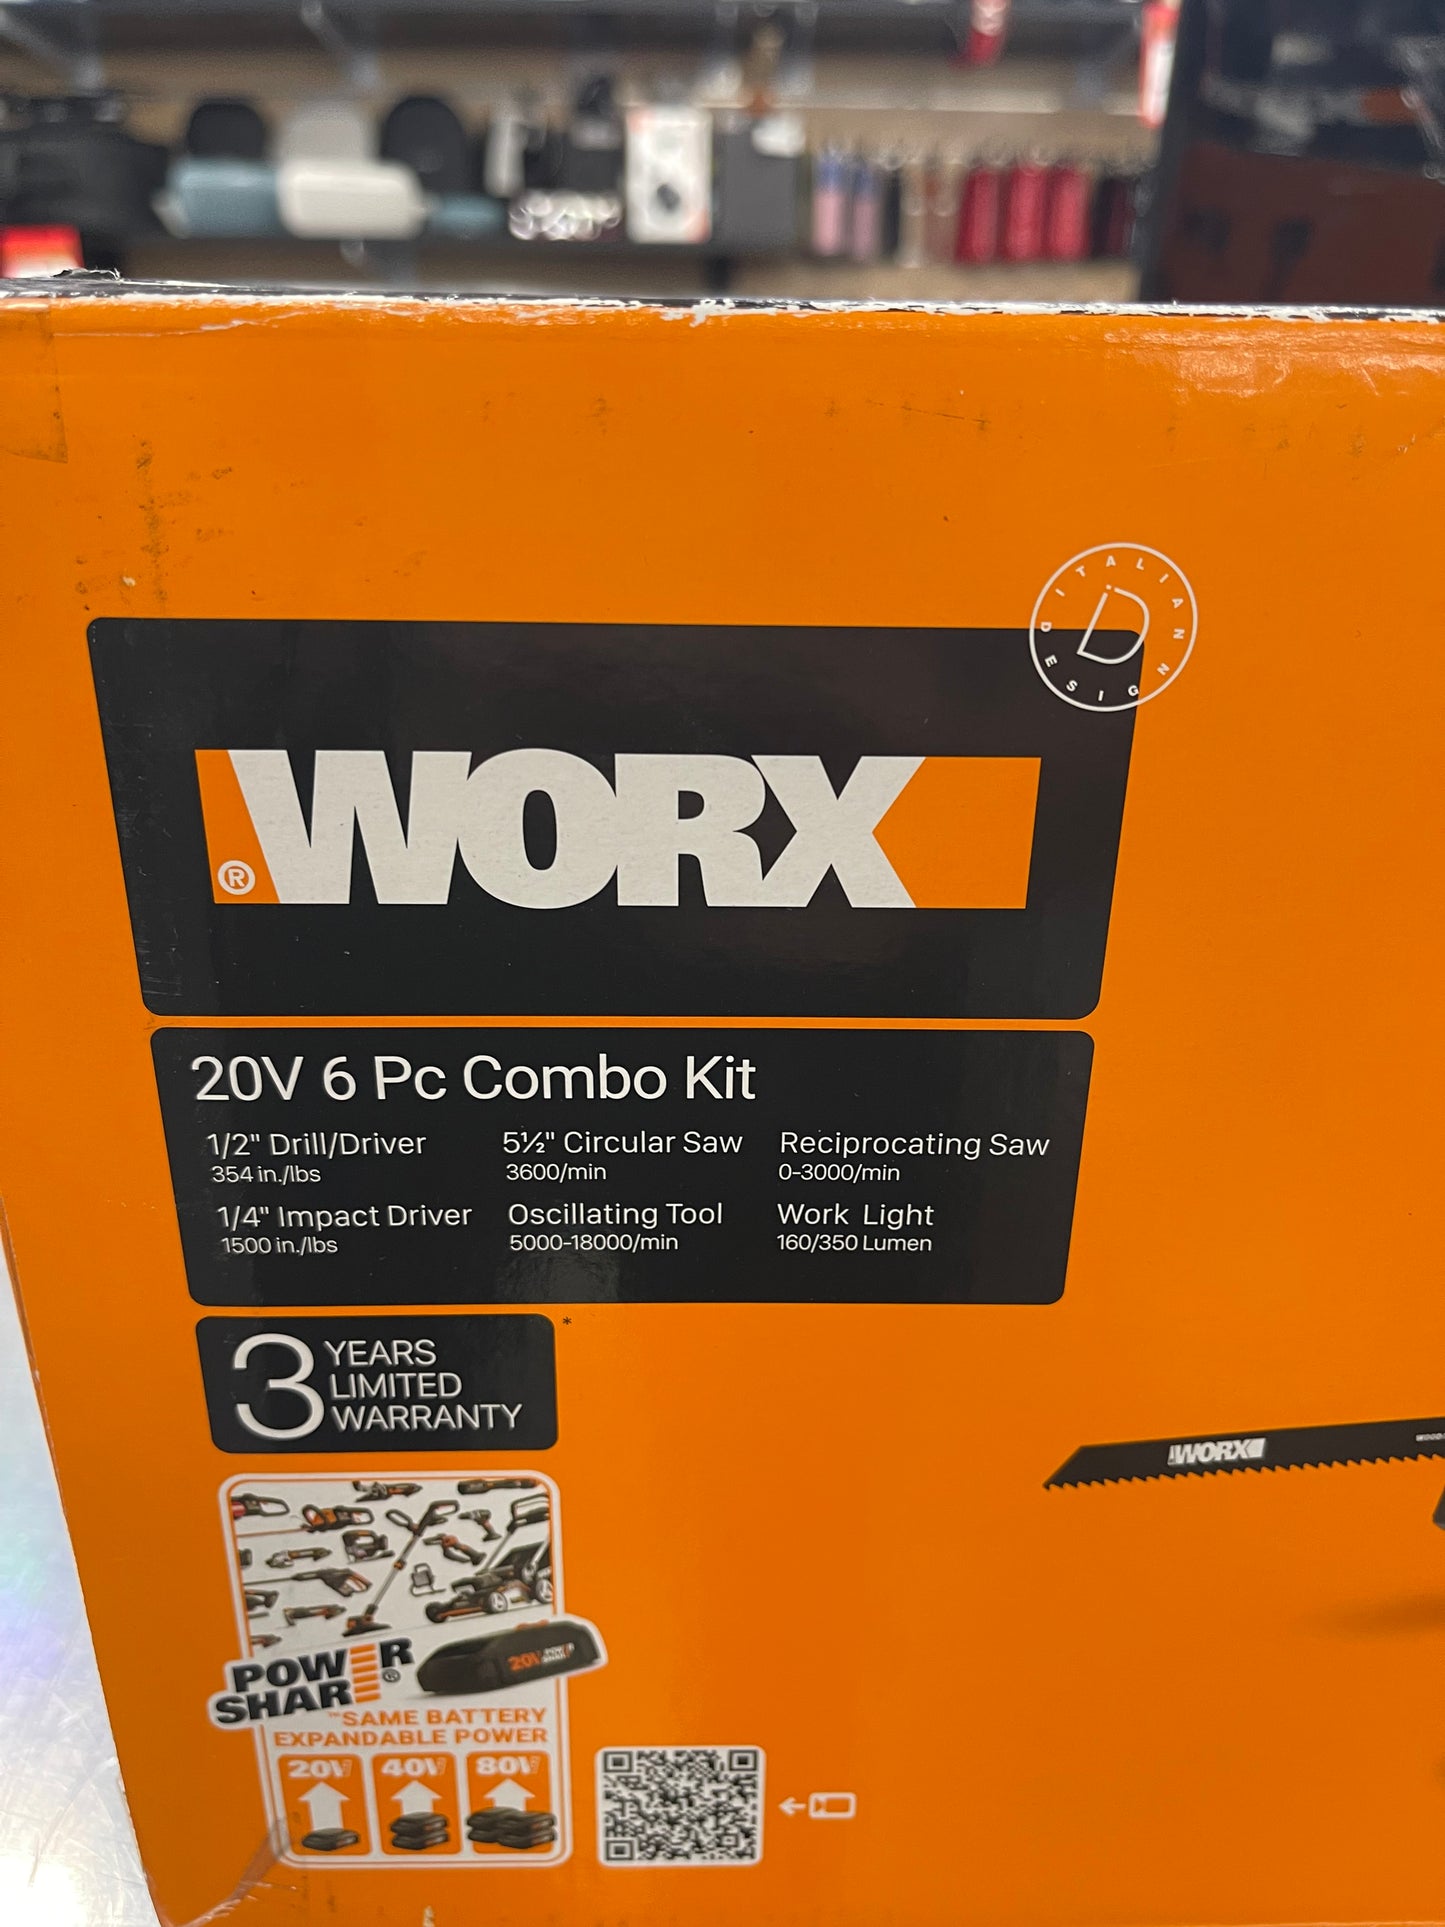 ITALIAN DESIGN
WORX
®
20V 6 Pc Combo Kit
1/2" Drill/Driver
354 in./lbs
5½" Circular Saw
3600/min
Reciprocating Saw
0-3000/min
1/4" Impact Driver
1500 in./lbs
Oscillating Tool
5000-18000/min
Work Light
160/350 Lumen
3 YEARS
LIMITED
WARRANTY
*
WORX
POWER
SHARE
®
20V
™SAME BATTERY
EXPANDABLE POWER
20V 40V 80V